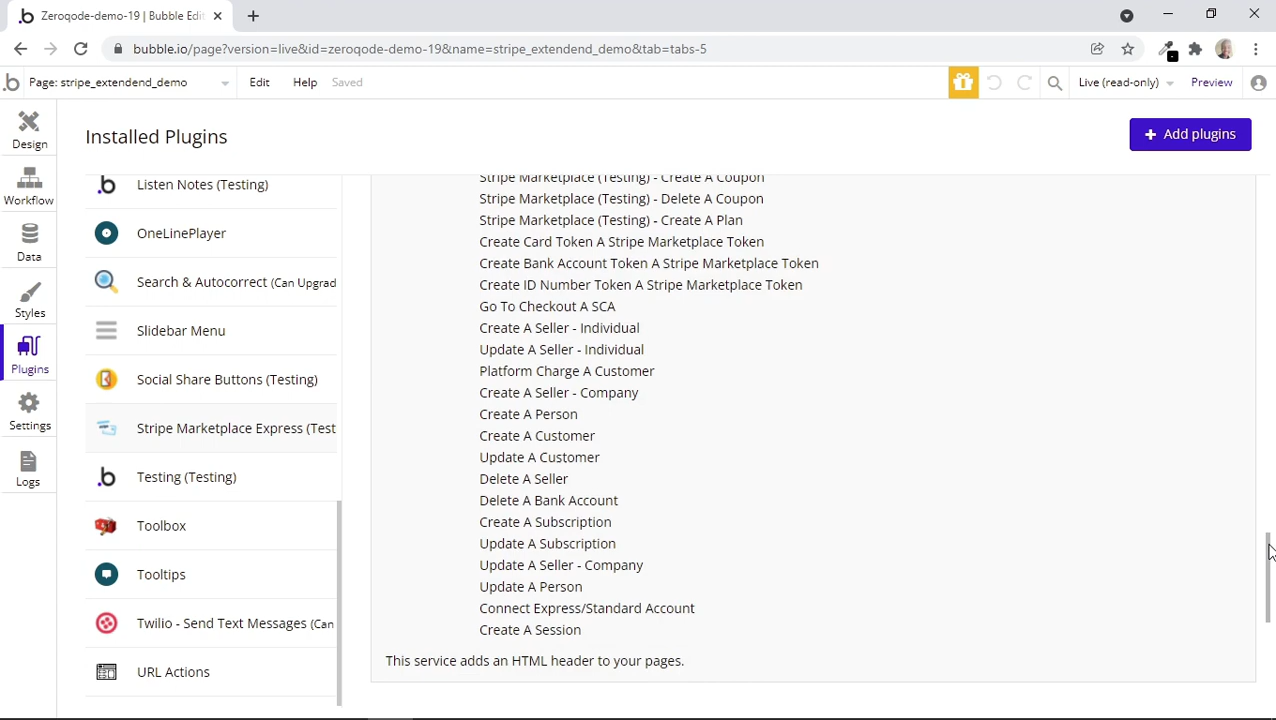 Zeroqode-demo-19 | Bubble Edit
bubble.io/page?version=live&id=zeroqode-demo-19&name=stripe_extendend_demo&tab=tabs-5
Page: stripe_extendend_demo
Edit
Help
Saved
Live (read-only)
Preview
Design
Workflow
Data
Styles
Plugins
Settings
Logs
Installed Plugins
+ Add plugins
Listen Notes (Testing)
OneLinePlayer
Search & Autocorrect (Can Upgrad
Slidebar Menu
Social Share Buttons (Testing)
Stripe Marketplace Express (Test
Testing (Testing)
Toolbox
Tooltips
Twilio - Send Text Messages (Can
URL Actions
Stripe Marketplace (Testing) - Create A Coupon
Stripe Marketplace (Testing) - Delete A Coupon
Stripe Marketplace (Testing) - Create A Plan
Create Card Token A Stripe Marketplace Token
Create Bank Account Token A Stripe Marketplace Token
Create ID Number Token A Stripe Marketplace Token
Go To Checkout A SCA
Create A Seller - Individual
Update A Seller - Individual
Platform Charge A Customer
Create A Seller - Company
Create A Person
Create A Customer
Update A Customer
Delete A Seller
Delete A Bank Account
Create A Subscription
Update A Subscription
Update A Seller - Company
Update A Person
Connect Express/Standard Account
Create A Session
This service adds an HTML header to your pages.